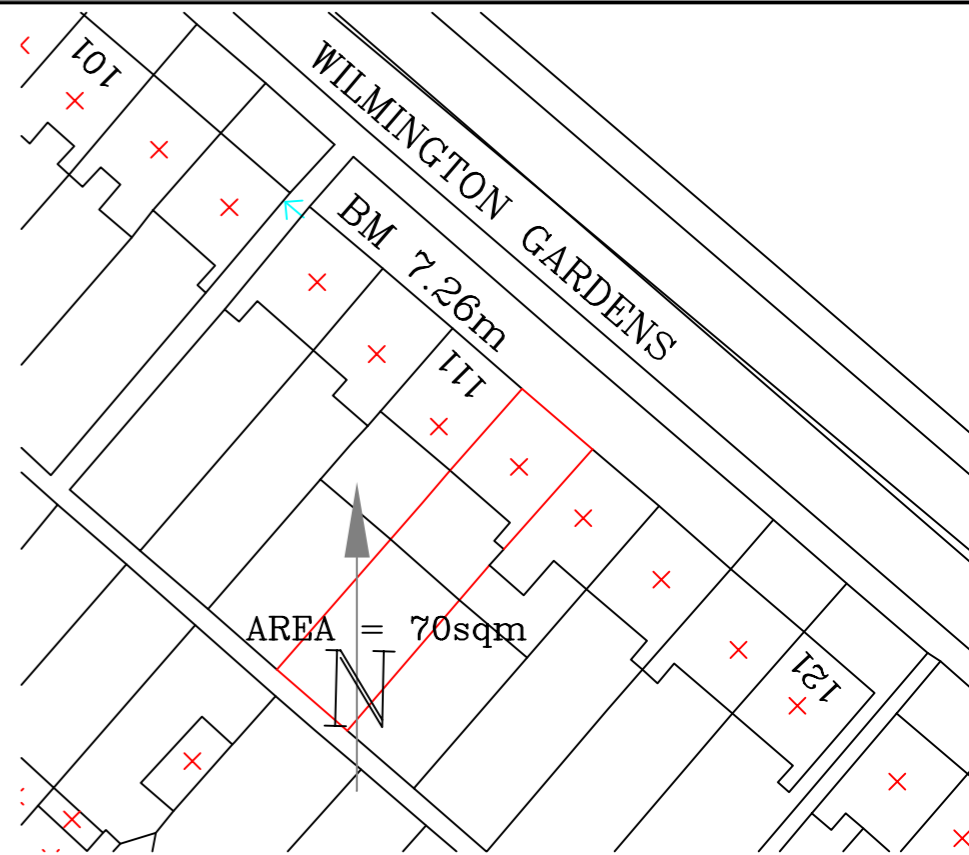 101
WILMINGTON GARDENS
BM 7.26m
111
AREA = 70sqm
N
121